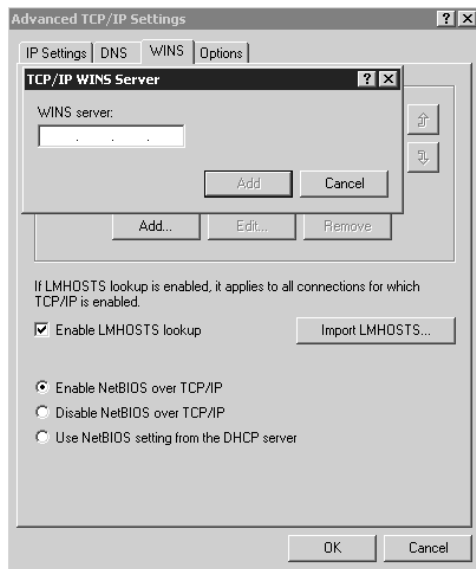 Advanced TCP/IP Settings
IP Settings DNS WINS Options
TCP/IP WINS Server
WINS server:
. . .
Add Cancel
Add... Edit... Remove
If LMHOSTS lookup is enabled, it applies to all connections for which
TCP/IP is enabled.
Enable LMHOSTS lookup Import LMHOSTS...
Enable NetBIOS over TCP/IP
Disable NetBIOS over TCP/IP
Use NetBIOS setting from the DHCP server
OK Cancel